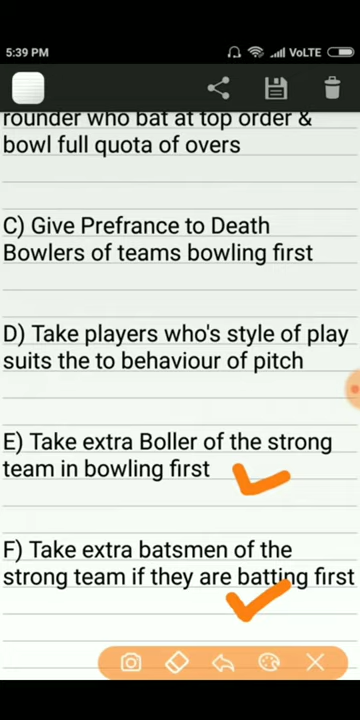 5:39 PM
VoLTE
rounder who bat at top order &
bowl full quota of overs
C) Give Prefrance to Death
Bowlers of teams bowling first
D) Take players who's style of play
suits the to behaviour of pitch
E) Take extra Boller of the strong
team in bowling first
F) Take extra batsmen of the
strong team if they are batting first